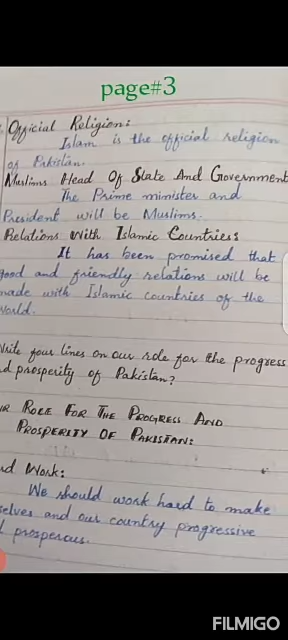 page#3
Official Religion:
Islam is the official religion
of Pakistan.
Muslims Head Of State And Government
The Prime minister and
President will be Muslims.
Relations With Islamic Countries:
It has been promised that
good and friendly relations will be
made with Islamic countries of the
world.
Write four lines on our role for the progress
nd prosperity of Pakistan?
UR ROLE FOR THE PROGRESS AND
PROSPERITY OF PAKISTAN:
rd Work:
We should work hard to make
selves and our country progressive
d prosperous.
FILMIGO